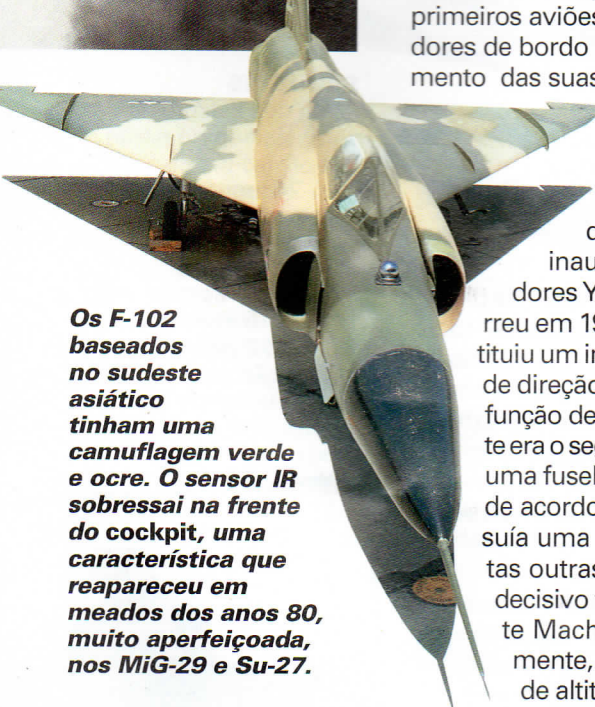 primeiros aviões
dores de bordo
mento das suas
inau
dores Y
rreu em 19
tituiu um in
de direção
função de
te era o se
uma fusel
de acordo
suía uma
tas outras
decisivo
te Mach
mente,
de altit
Os F-102
baseados
no sudeste
asiático
tinham uma
camuflagem verde
e ocre. O sensor IR
sobressai na frente
do cockpit, uma
característica que
reapareceu em
meados dos anos 80,
muito aperfeiçoada,
nos MiG-29 e Su-27.